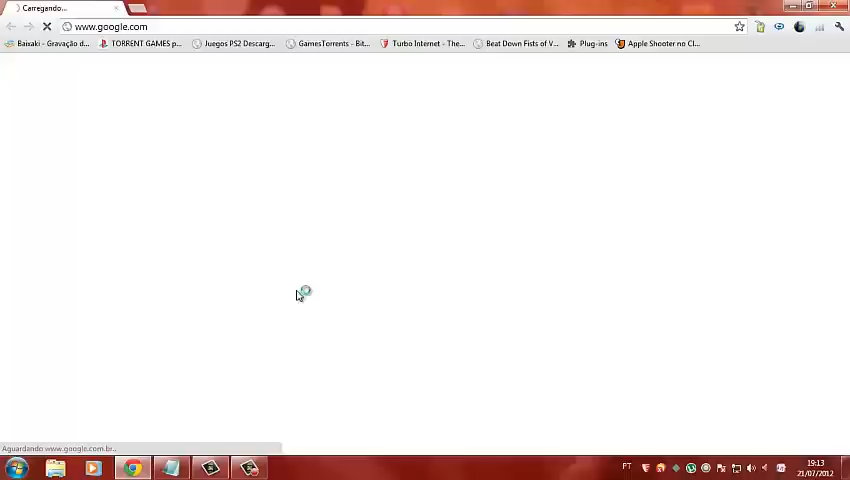 Carregando...
www.google.com
Baixaki - Gravação d...
TORRENT GAMES p...
Juegos PS2 Descarg...
GamesTorrents - Bit...
Turbo Internet - The...
Beat Down Fists of V...
Plug-ins
Apple Shooter no Cl...
Aguardando www.google.com.br...
PT
19:13
21/07/2012